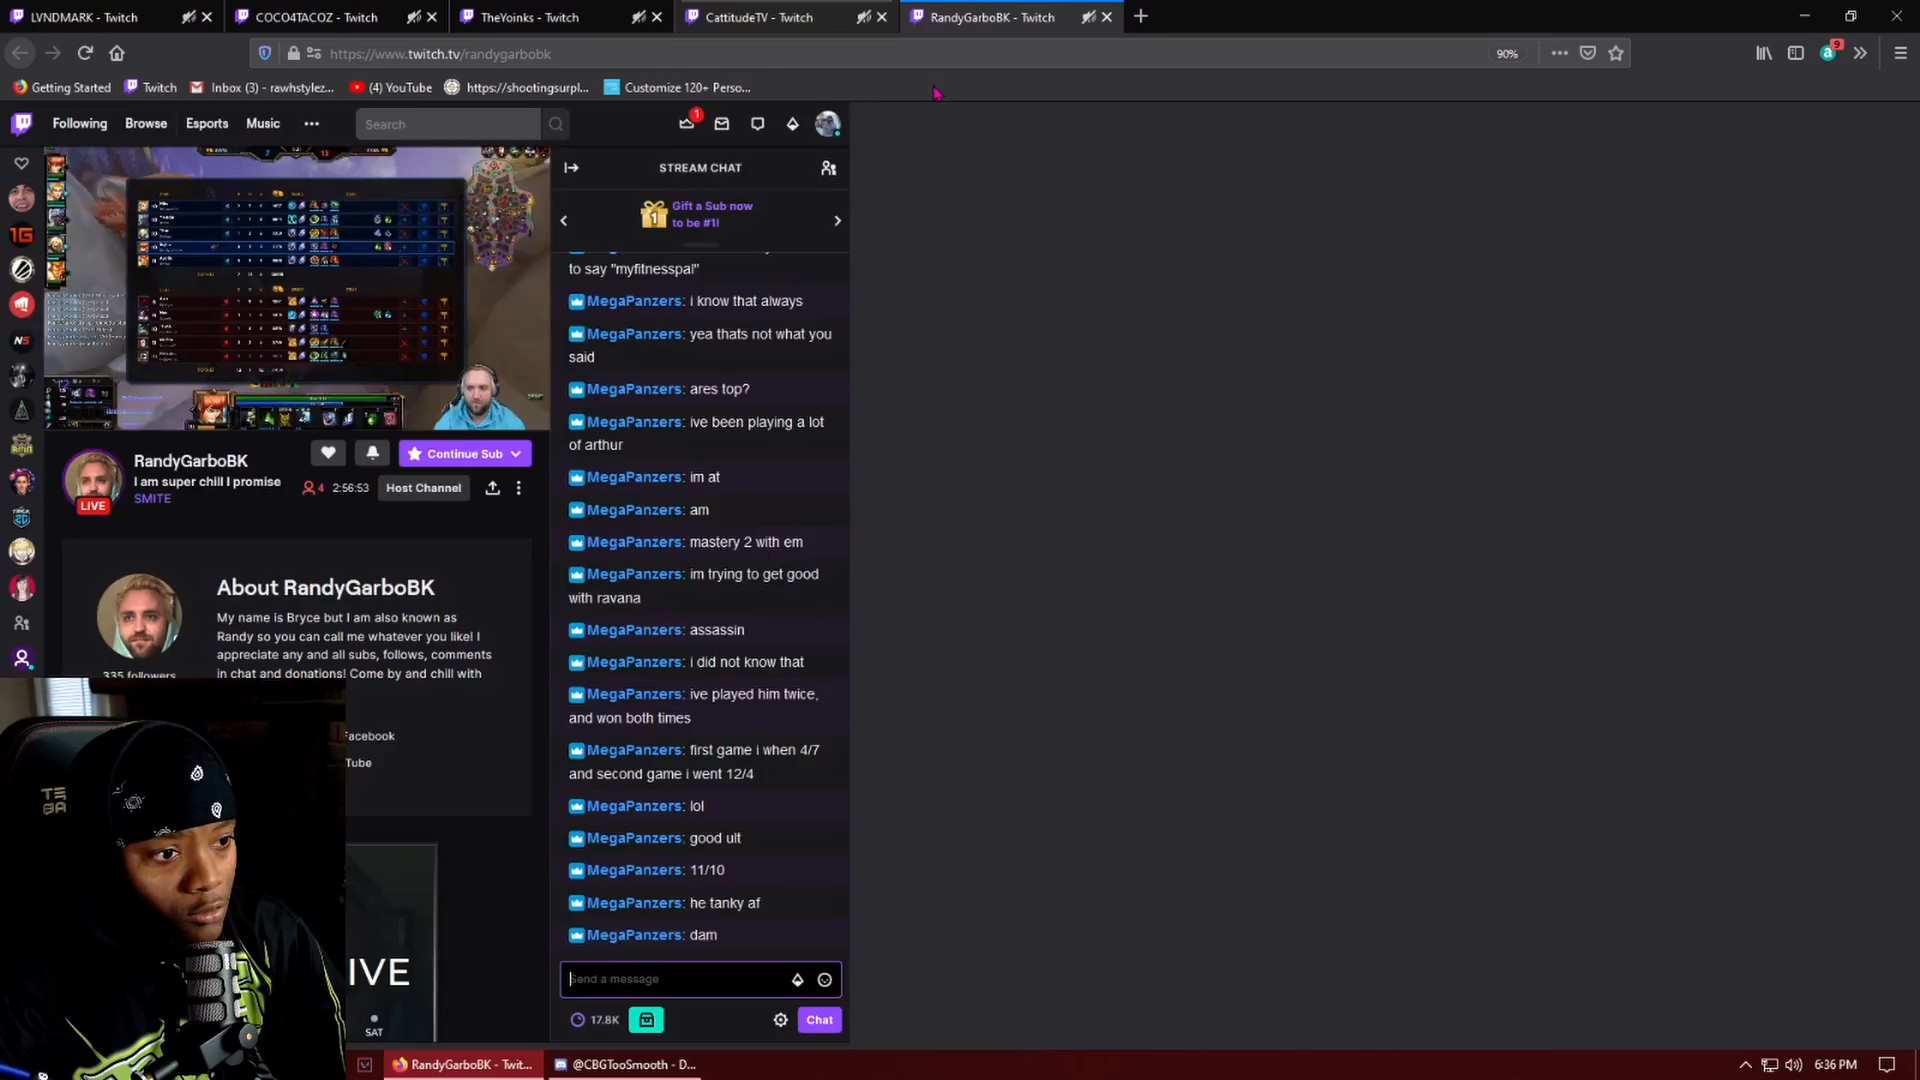 LVNDMARK - Twitch
COCO4TACOZ - Twitch
TheYoinks - Twitch
CattitudeTV - Twitch
RandyGarboBK - Twitch
https://www.twitch.tv/randygarbobk
90%
9
Getting Started
Twitch
Inbox (3) - rawhstylez...
(4) YouTube
https://shootingsurpl...
Customize 120+ Perso...
Following
Browse
Esports
Music
Search
1
STREAM CHAT
Gift a Sub now
to be #1!
to say "myfitnesspal"
MegaPanzers: i know that always
MegaPanzers: yea thats not what you
said
MegaPanzers: ares top?
MegaPanzers: ive been playing a lot
of arthur
MegaPanzers: im at
MegaPanzers: am
MegaPanzers: mastery 2 with em
MegaPanzers: im trying to get good
with ravana
MegaPanzers: assassin
MegaPanzers: i did not know that
MegaPanzers: ive played him twice,
and won both times
MegaPanzers: first game i when 4/7
and second game i went 12/4
MegaPanzers: lol
MegaPanzers: good ult
MegaPanzers: 11/10
MegaPanzers: he tanky af
MegaPanzers: dam
Send a message
17.8K
Chat
RandyGarboBK
I am super chill I promise
SMITE
LIVE
4
2:56:53
Host Channel
Continue Sub
About RandyGarboBK
My name is Bryce but I am also known as
Randy so you can call me whatever you like! I
appreciate any and all subs, follows, comments
in chat and donations! Come by and chill with
335 followers
Facebook
Tube
IVE
SAT
RandyGarboBK - Twit...
@CBGTooSmooth - D...
6:36 PM